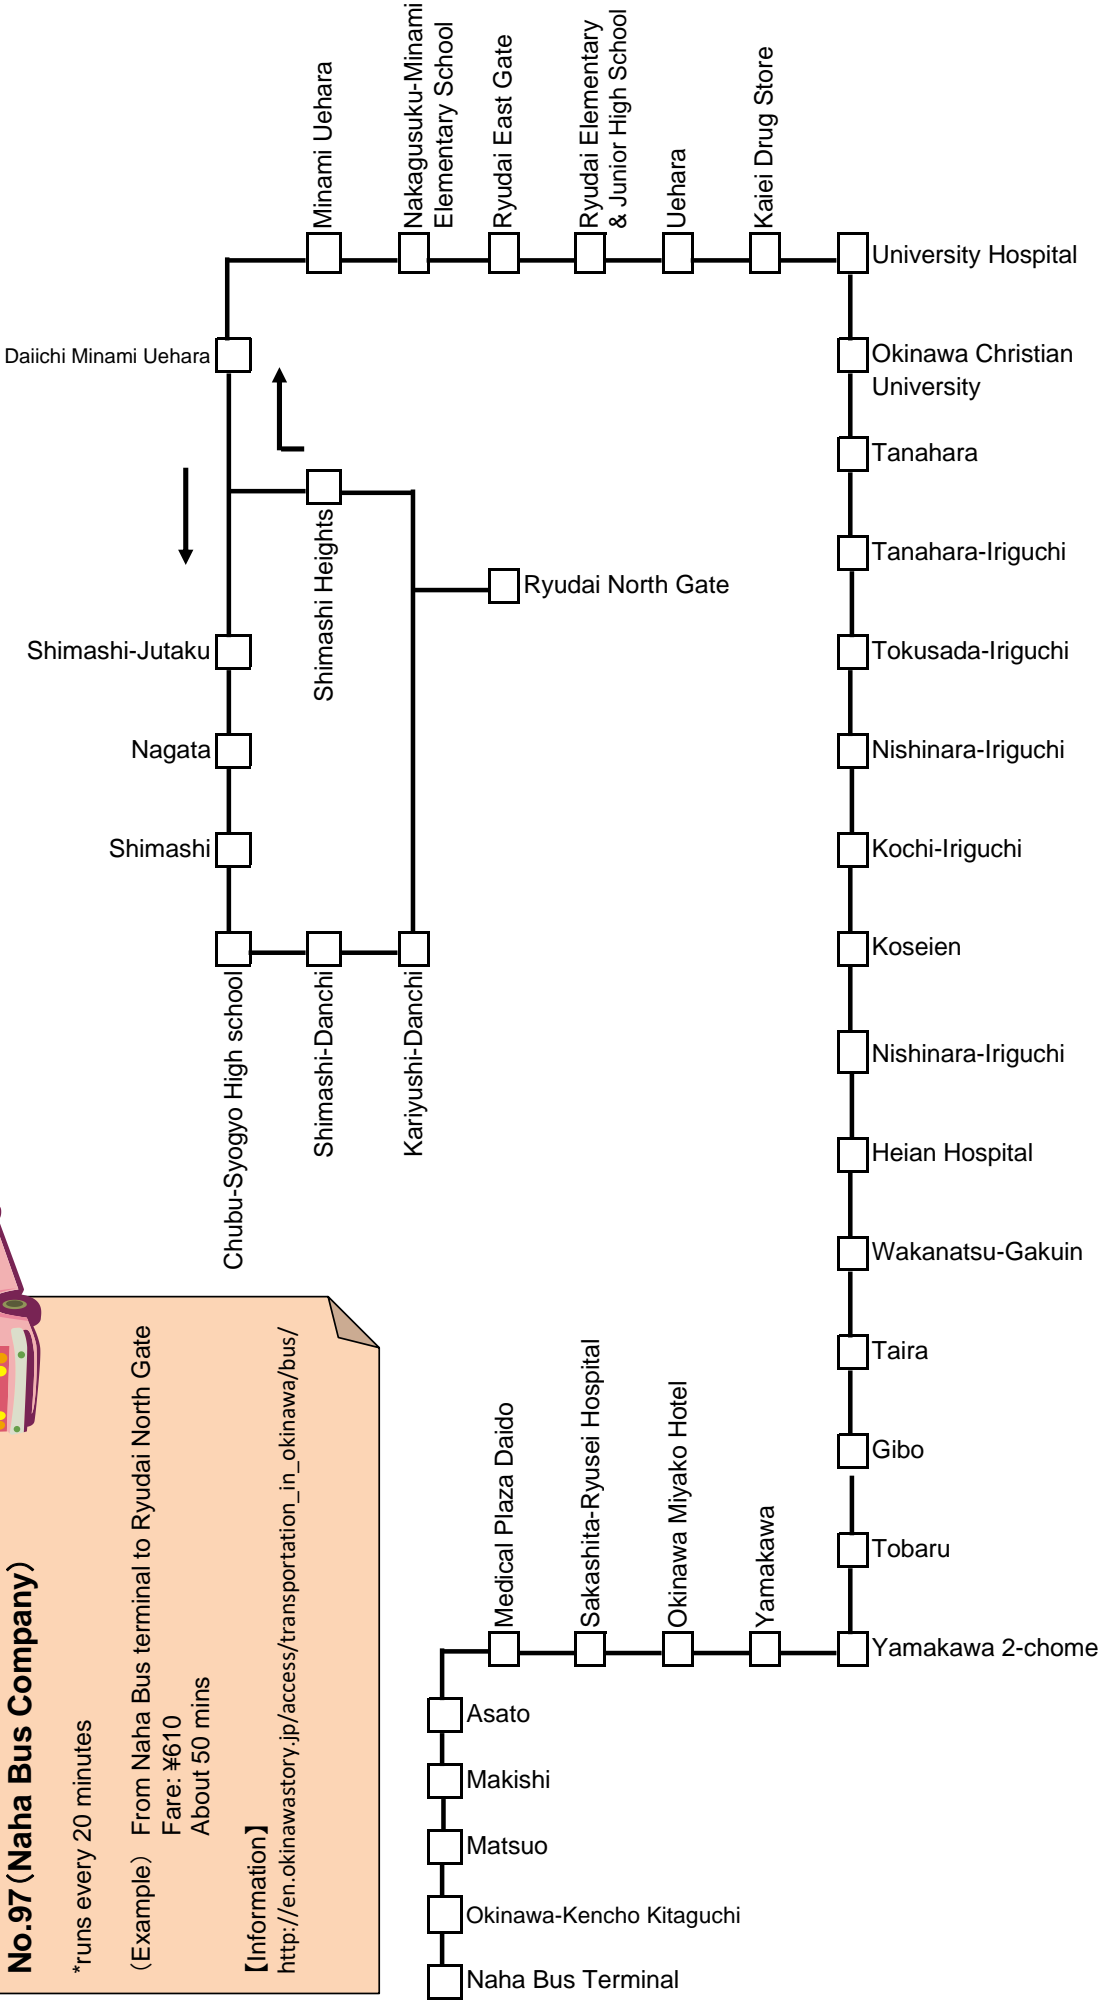 No.97（Naha Bus Company）
*runs every 20 minutes
（Example） From Naha Bus terminal to Ryudai North Gate
Fare: ¥610
About 50 mins
【Information】
http://en.okinawastory.jp/access/transportation_in_okinawa/bus/
Minami Uehara
Nakagusuku-Minami
Elementary School
Ryudai East Gate
Ryudai Elementary
& Junior High School
Uehara
Kaiei Drug Store
University Hospital
Daiichi Minami Uehara
Okinawa Christian
University
Tanahara
Shimashi Heights
Tanahara-Iriguchi
Ryudai North Gate
Shimashi-Jutaku
Tokusada-Iriguchi
Nagata
Nishinara-Iriguchi
Shimashi
Kochi-Iriguchi
Chubu-Syogyo High school
Shimashi-Danchi
Kariyushi-Danchi
Koseien
Nishinara-Iriguchi
Heian Hospital
Wakanatsu-Gakuin
Taira
Gibo
Tobaru
Medical Plaza Daido
Sakashita-Ryusei Hospital
Okinawa Miyako Hotel
Yamakawa
Yamakawa 2-chome
Asato
Makishi
Matsuo
Okinawa-Kencho Kitaguchi
Naha Bus Terminal